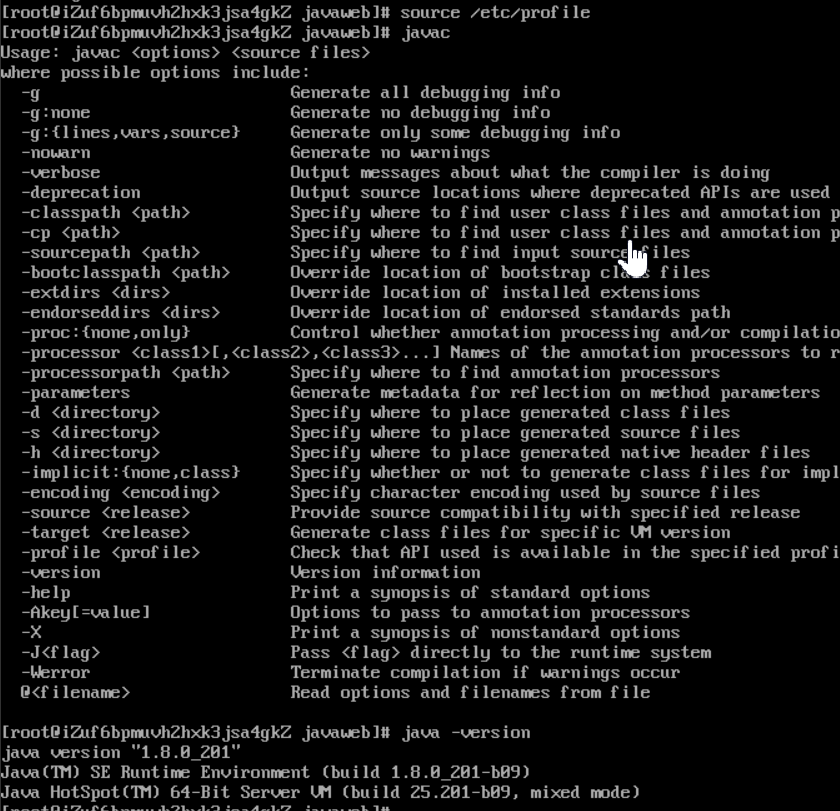 [root@iZuf6bpmuvh2hxk3jsa4gkZ javaweb]# source /etc/profile
[root@iZuf6bpmuvh2hxk3jsa4gkZ javaweb]# javac
Usage: javac <options> <source files>
where possible options include:
  -g                         Generate all debugging info
  -g:none                    Generate no debugging info
  -g:{lines,vars,source}     Generate only some debugging info
  -nowarn                    Generate no warnings
  -verbose                   Output messages about what the compiler is doing
  -deprecation               Output source locations where deprecated APIs are used
  -classpath <path>          Specify where to find user class files and annotation p
  -cp <path>                 Specify where to find user class files and annotation p
  -sourcepath <path>         Specify where to find input source files
  -bootclasspath <path>      Override location of bootstrap class files
  -extdirs <dirs>            Override location of installed extensions
  -endorseddirs <dirs>       Override location of endorsed standards path
  -proc:{none,only}          Control whether annotation processing and/or compilatio
  -processor <class1>[,<class2>,<class3>...] Names of the annotation processors to r
  -processorpath <path>      Specify where to find annotation processors
  -parameters                Generate metadata for reflection on method parameters
  -d <directory>             Specify where to place generated class files
  -s <directory>             Specify where to place generated source files
  -h <directory>             Specify where to place generated native header files
  -implicit:{none,class}     Specify whether or not to generate class files for impl
  -encoding <encoding>       Specify character encoding used by source files
  -source <release>          Provide source compatibility with specified release
  -target <release>          Generate class files for specific VM version
  -profile <profile>         Check that API used is available in the specified profi
  -version                   Version information
  -help                      Print a synopsis of standard options
  -Akey[=value]              Options to pass to annotation processors
  -X                         Print a synopsis of nonstandard options
  -J<flag>                   Pass <flag> directly to the runtime system
  -Werror                    Terminate compilation if warnings occur
  @<filename>                Read options and filenames from file
[root@iZuf6bpmuvh2hxk3jsa4gkZ javaweb]# java -version
java version "1.8.0_201"
Java(TM) SE Runtime Environment (build 1.8.0_201-b09)
Java HotSpot(TM) 64-Bit Server VM (build 25.201-b09, mixed mode)
[root@iZuf6bpmuvh2hxk3jsa4gkZ javaweb]#